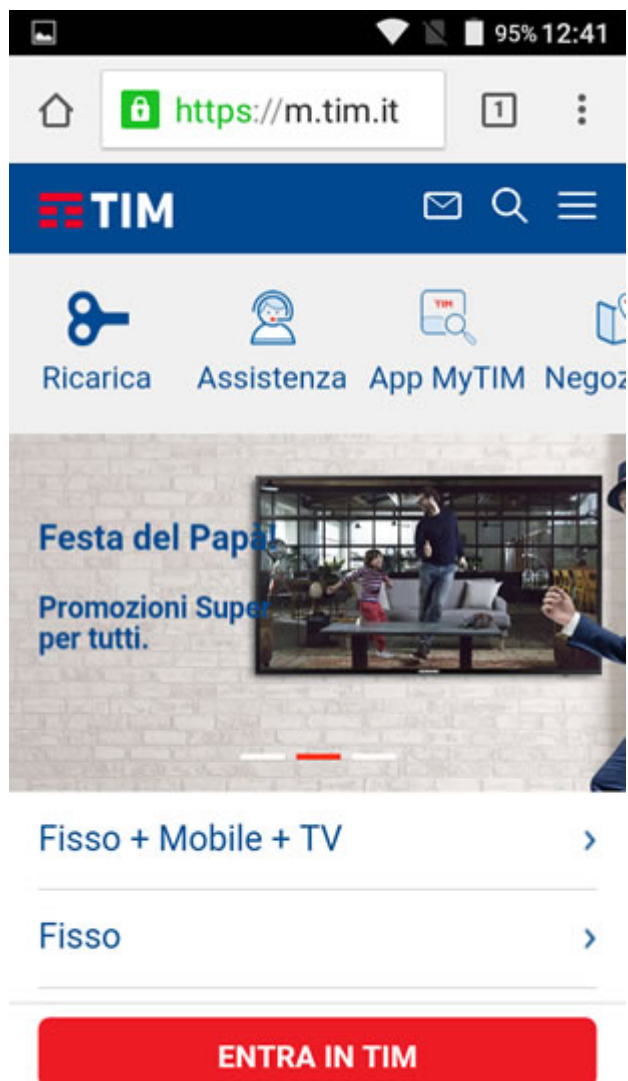 95% 12:41
https://m.tim.it
1
TIM
Ricarica
Assistenza
TIM
App MyTIM
Festa del Papà!
Promozioni Super
per tutti.
Fisso + Mobile + TV
Fisso
ENTRA IN TIM